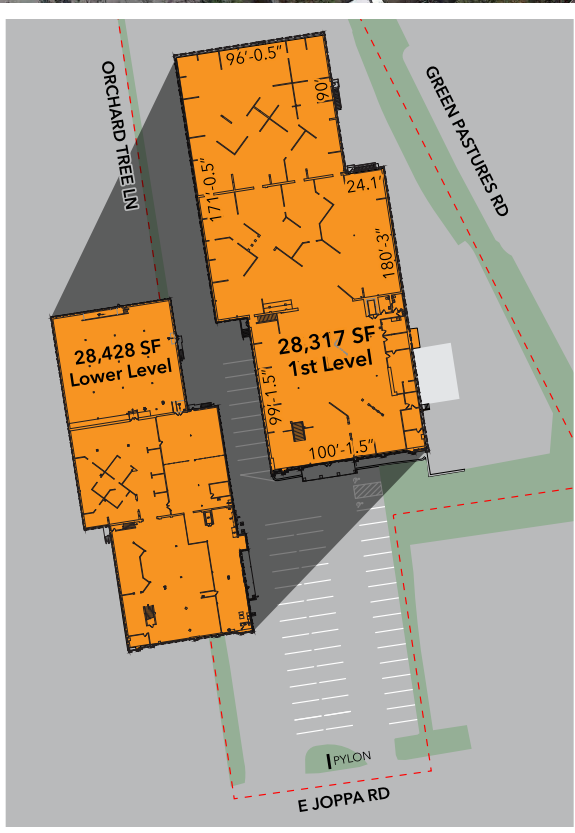 ORCHARD TREE LN
GREEN PASTURES RD
96'-0.5"
90'
171'-0.5"
24.1'
180'-3"
28,317 SF
1st Level
28,428 SF
Lower Level
99'-1.5"
100'-1.5"
PYLON
E JOPPA RD